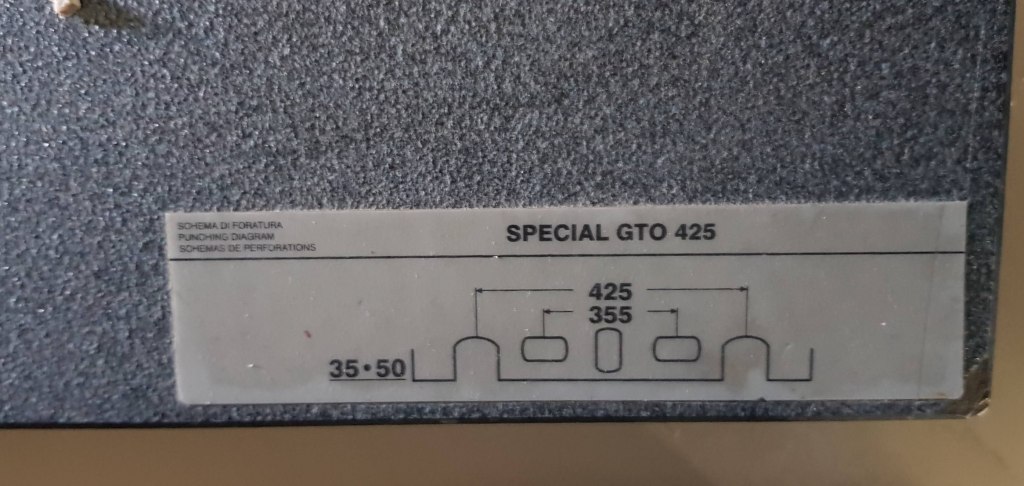 SCHEMA DI FORATURA
PUNCHING DIAGRAM
SCHEMAS DE PERFORATIONS
SPECIAL GTO 425
425
355
35•50